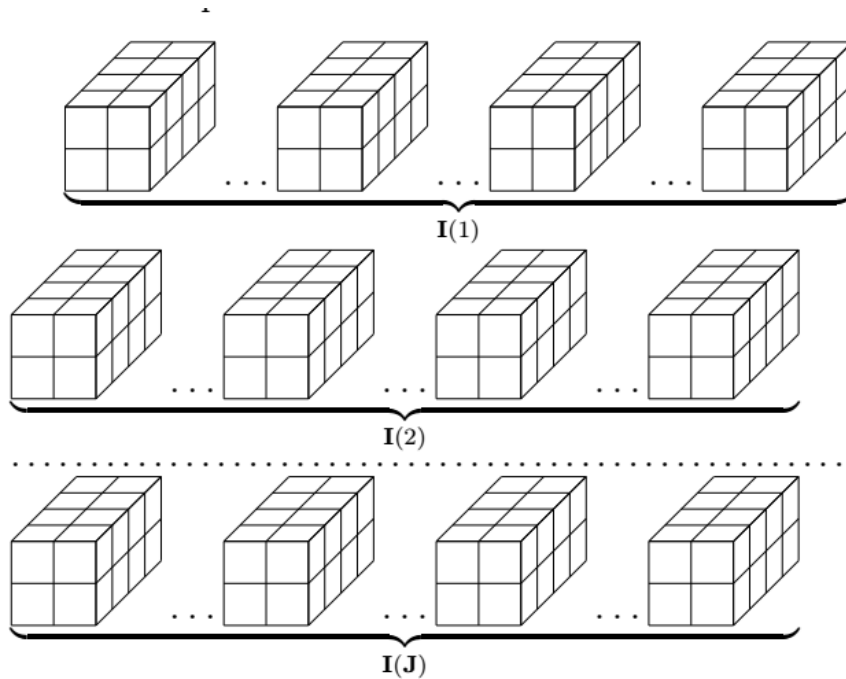 . . . . . . . . .
I(1)
. . . . . . . . .
I(2)
. . . . . . . . . . . . . . . . . . . . . . . . . . . . . . . . . . . . . . . . . . . . . . . . . . . .
. . . . . . . . .
I(J)